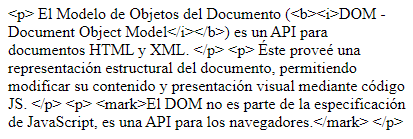 <p> El Modelo de Objetos del Documento (<b><i>DOM -
Document Object Model</i></b>) es un API para
documentos HTML y XML. </p> <p> Éste proveé una
representación estructural del documento, permitiendo
modificar su contenido y presentación visual mediante código
JS. </p> <p> <mark>El DOM no es parte de la especificación
de JavaScript, es una API para los navegadores.</mark> </p>